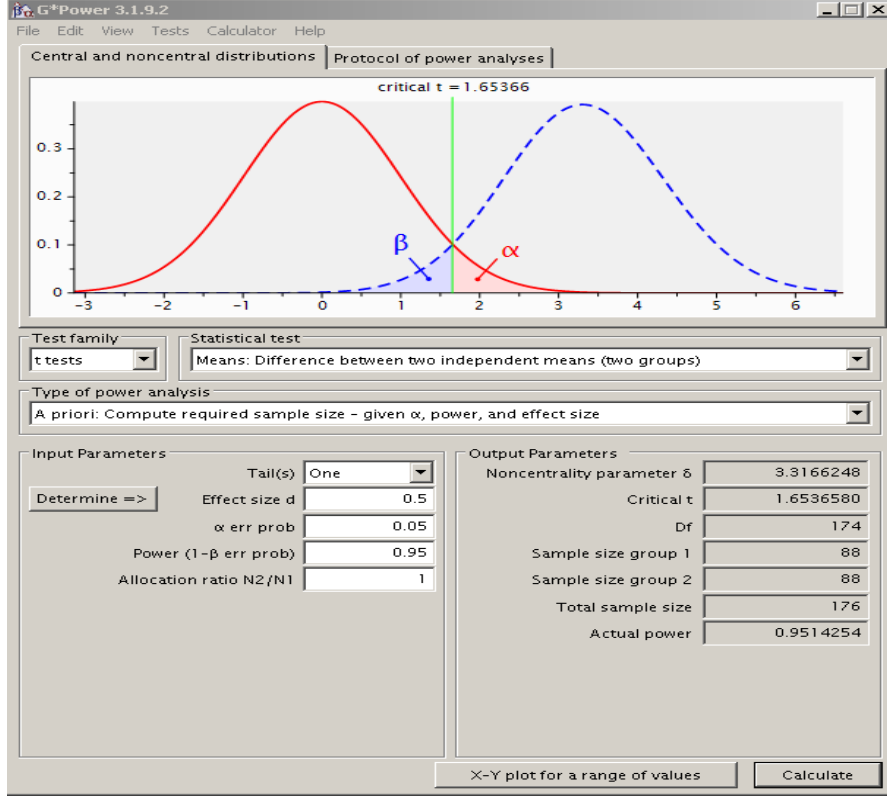 G*Power 3.1.9.2
File Edit View Tests Calculator Help
Central and noncentral distributions Protocol of power analyses
critical t = 1.65366
0.3
0.2
0.1
0
β α
-3 -2 -1 0 1 2 3 4 5 6
Test family Statistical test
t tests Means: Difference between two independent means (two groups)
Type of power analysis
A priori: Compute required sample size - given α, power, and effect size
Input Parameters
Tail(s) One
Determine => Effect size d 0.5
α err prob 0.05
Power (1-β err prob) 0.95
Allocation ratio N2/N1 1
Output Parameters
Noncentrality parameter δ 3.3166248
Critical t 1.6536580
Df 174
Sample size group 1 88
Sample size group 2 88
Total sample size 176
Actual power 0.9514254
X-Y plot for a range of values Calculate